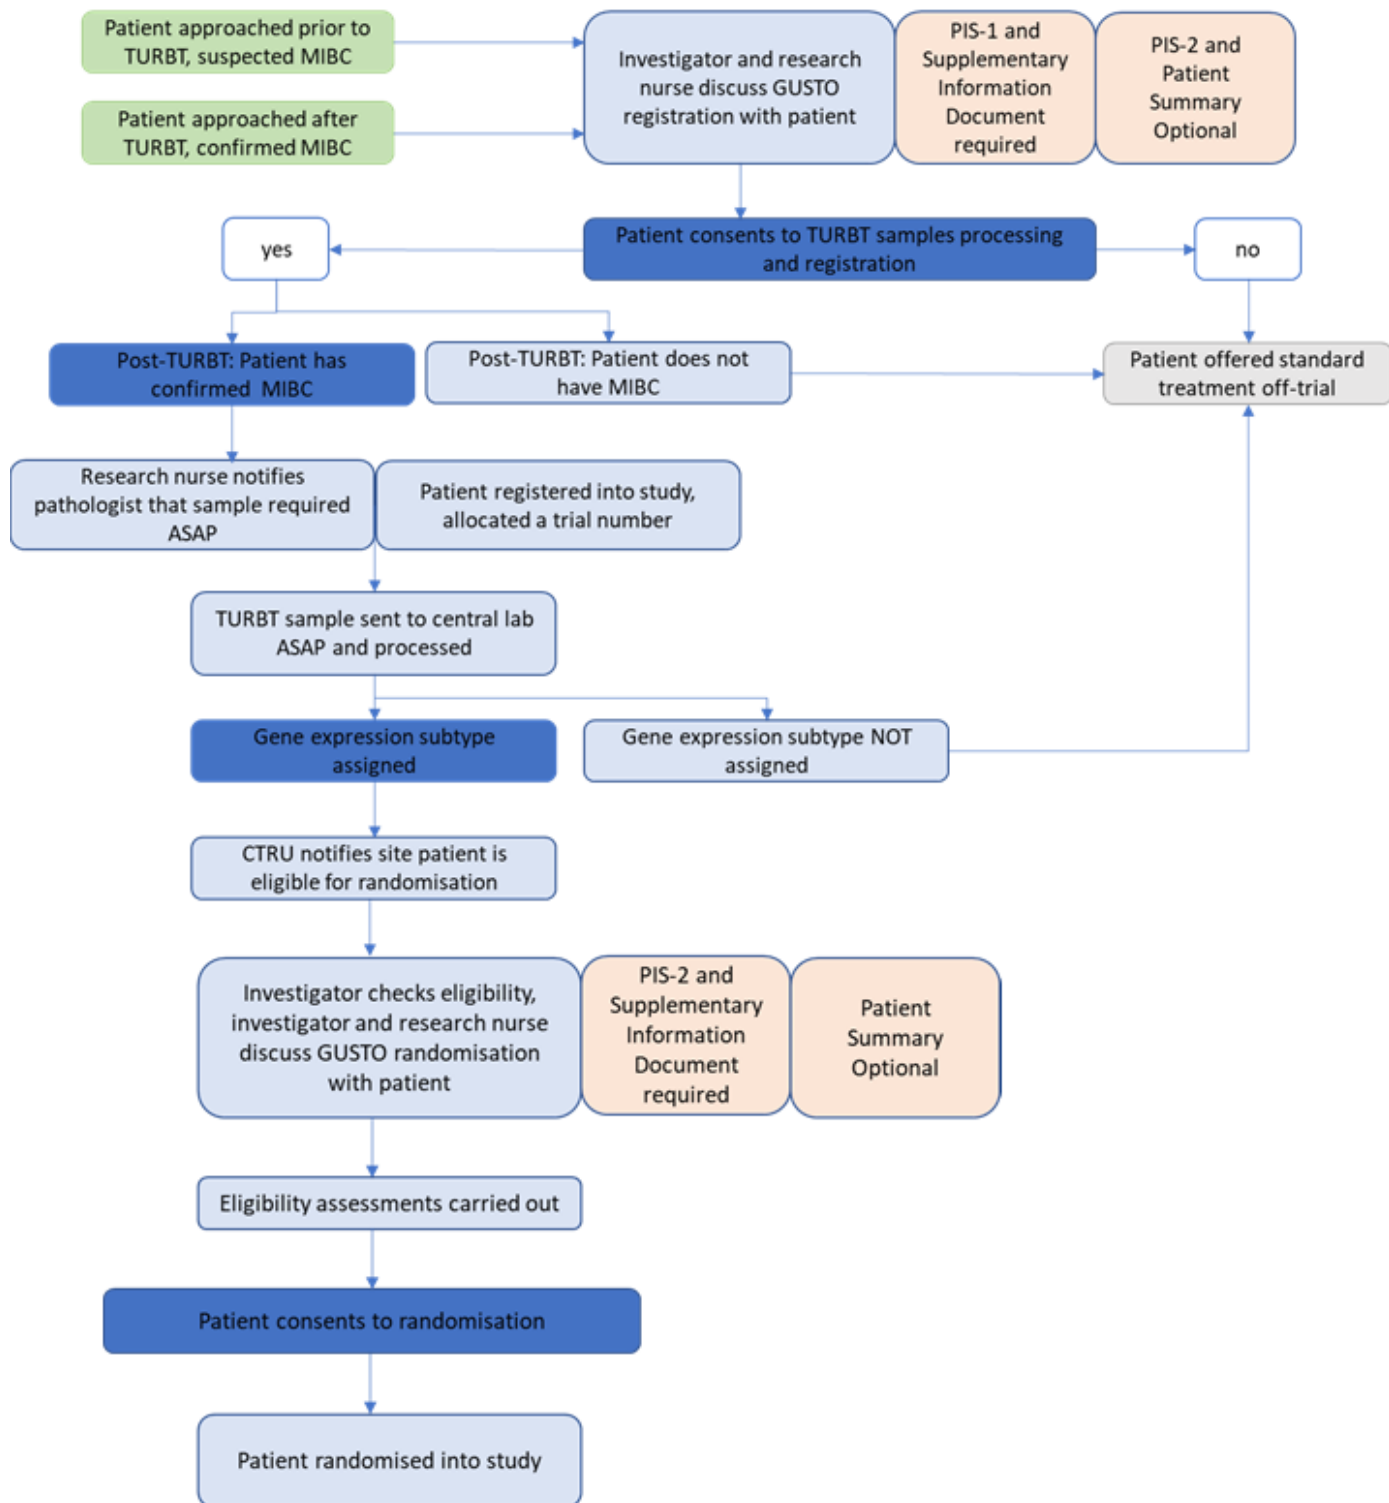 Patient approached prior to
TURBT, suspected MIBC
Patient approached after
TURBT, confirmed MIBC
Investigator and research
nurse discuss GUSTO
registration with patient
PIS-1 and
Supplementary
Information
Document
required
PIS-2 and
Patient
Summary
Optional
yes
Patient consents to TURBT samples processing
and registration
no
Post-TURBT: Patient has
confirmed MIBC
Post-TURBT: Patient does not
have MIBC
Patient offered standard
treatment off-trial
Research nurse notifies
pathologist that sample required
ASAP
Patient registered into study,
allocated a trial number
TURBT sample sent to central lab
ASAP and processed
Gene expression subtype
assigned
Gene expression subtype NOT
assigned
CTRU notifies site patient is
eligible for randomisation
Investigator checks eligibility,
investigator and research nurse
discuss GUSTO randomisation
with patient
PIS-2 and
Supplementary
Information
Document
required
Patient
Summary
Optional
Eligibility assessments carried out
Patient consents to randomisation
Patient randomised into study